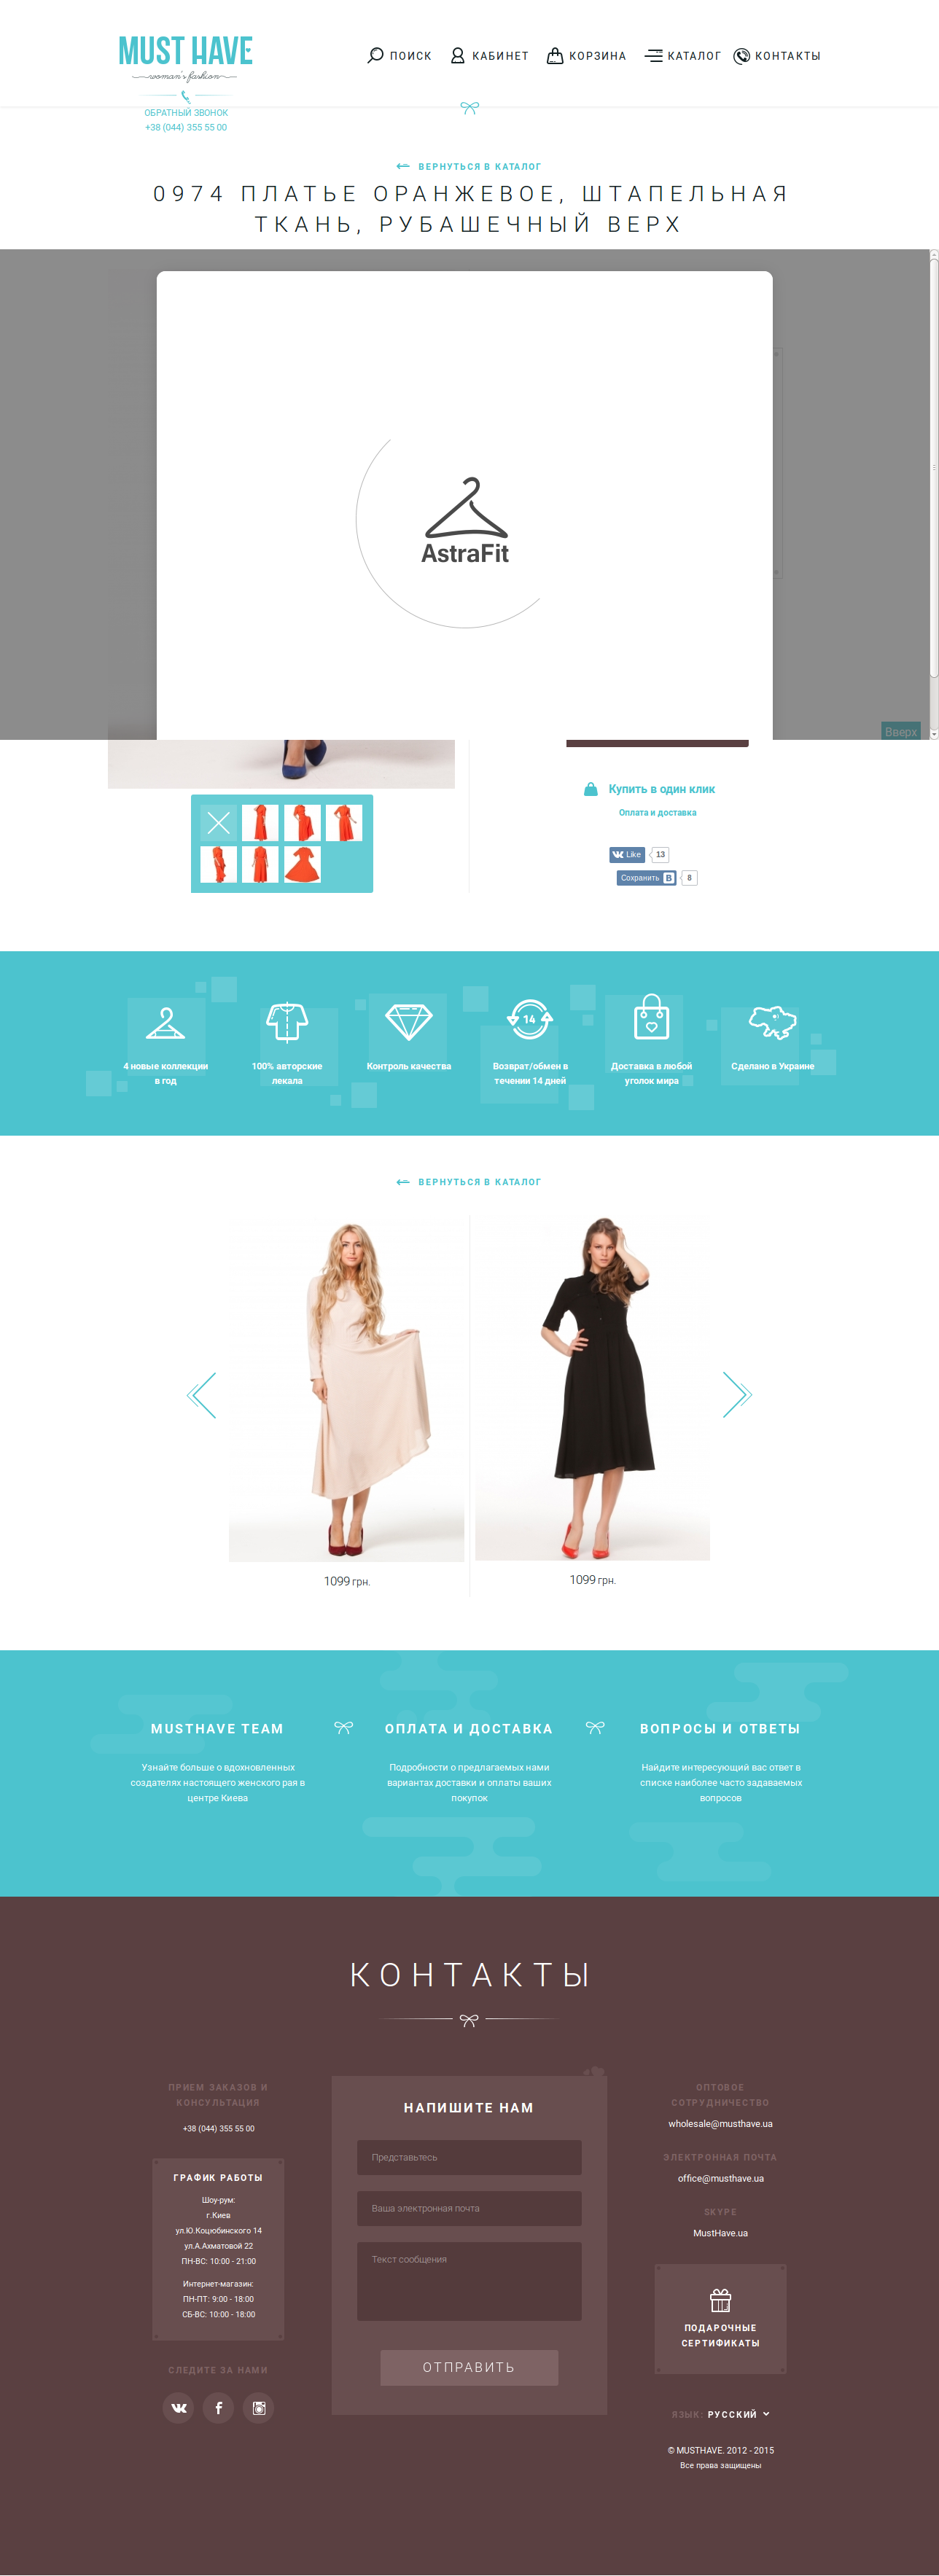 MUST HAVE
woman's fashion
ОБРАТНЫЙ ЗВОНОК
+38 (044) 355 55 00
ПОИСК
КАБИНЕТ
КОРЗИНА
КАТАЛОГ
КОНТАКТЫ
ВЕРНУТЬСЯ В КАТАЛОГ
0974 ПЛАТЬЕ ОРАНЖЕВОЕ, ШТАПЕЛЬНАЯ
ТКАНЬ, РУБАШЕЧНЫЙ ВЕРХ
AstraFit
Вверх
Купить в один клик
Оплата и доставка
Like 13
Сохранить B 8
4 новые коллекции
в год
100% авторские
лекала
Контроль качества
14
Возврат/обмен в
течении 14 дней
Доставка в любой
уголок мира
Сделано в Украине
ВЕРНУТЬСЯ В КАТАЛОГ
1099 грн.
1099 грн.
MUSTHAVE TEAM
Узнайте больше о вдохновленных
создателях настоящего женского рая в
центре Киева
ОПЛАТА И ДОСТАВКА
Подробности о предлагаемых нами
вариантах доставки и оплаты ваших
покупок
ВОПРОСЫ И ОТВЕТЫ
Найдите интересующий вас ответ в
списке наиболее часто задаваемых
вопросов
КОНТАКТЫ
ПРИЕМ ЗАКАЗОВ И
КОНСУЛЬТАЦИЯ
+38 (044) 355 55 00
ГРАФИК РАБОТЫ
Шоу-рум:
г.Киев
ул.Ю.Коцюбинского 14
ул.А.Ахматовой 22
ПН-ВС: 10:00 - 21:00
Интернет-магазин:
ПН-ПТ: 9:00 - 18:00
СБ-ВС: 10:00 - 18:00
СЛЕДИТЕ ЗА НАМИ
НАПИШИТЕ НАМ
Представьтесь
Ваша электронная почта
Текст сообщения
ОТПРАВИТЬ
ОПТОВОЕ
СОТРУДНИЧЕСТВО
wholesale@musthave.ua
ЭЛЕКТРОННАЯ ПОЧТА
office@musthave.ua
SKYPE
MustHave.ua
ПОДАРОЧНЫЕ
СЕРТИФИКАТЫ
ЯЗЫК: РУССКИЙ
© MUSTHAVE. 2012 - 2015
Все права защищены